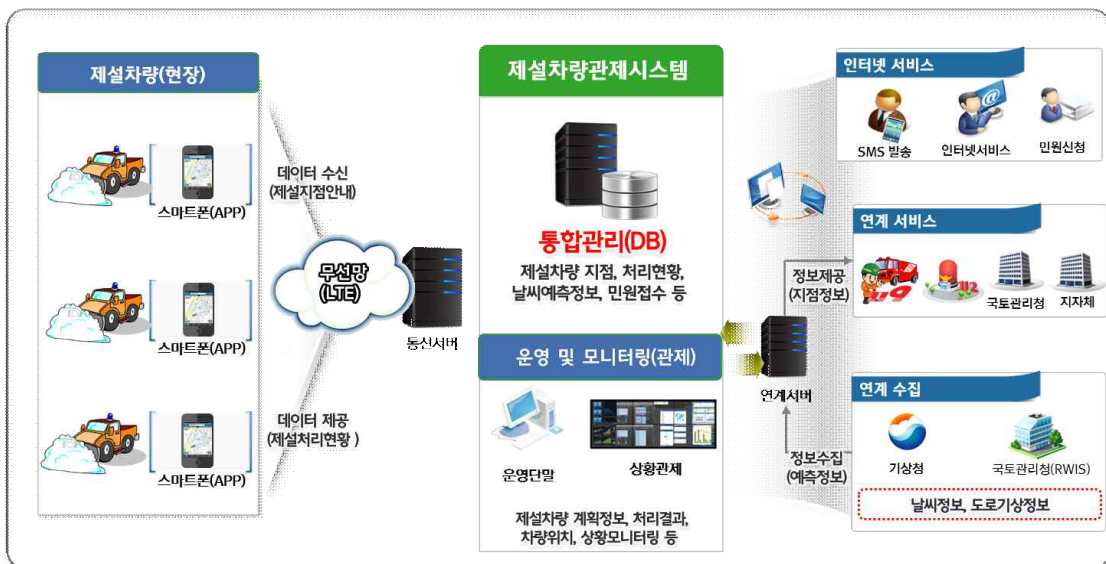 제설차량(현장)
스마트폰(APP)
스마트폰(APP)
스마트폰(APP)
데이터 수신
(제설지점안내)
무선망
(LTE)
통신서버
데이터 제공
(제설처리현황 )
제설차량관제시스템
통합관리(DB)
제설차량 지점, 처리현황,
날씨예측정보, 민원접수 등
운영 및 모니터링(관제)
운영단말
상황관제
제설차량 계획정보, 처리결과,
차량위치, 상황모니터링 등
연계서버
정보제공
(지점정보)
정보수집
(예측정보)
인터넷 서비스
SMS 발송
인터넷서비스
민원신청
연계 서비스
119
112
국토관리청
지자체
연계 수집
기상청
국토관리청(RWIS)
날씨정보, 도로기상정보